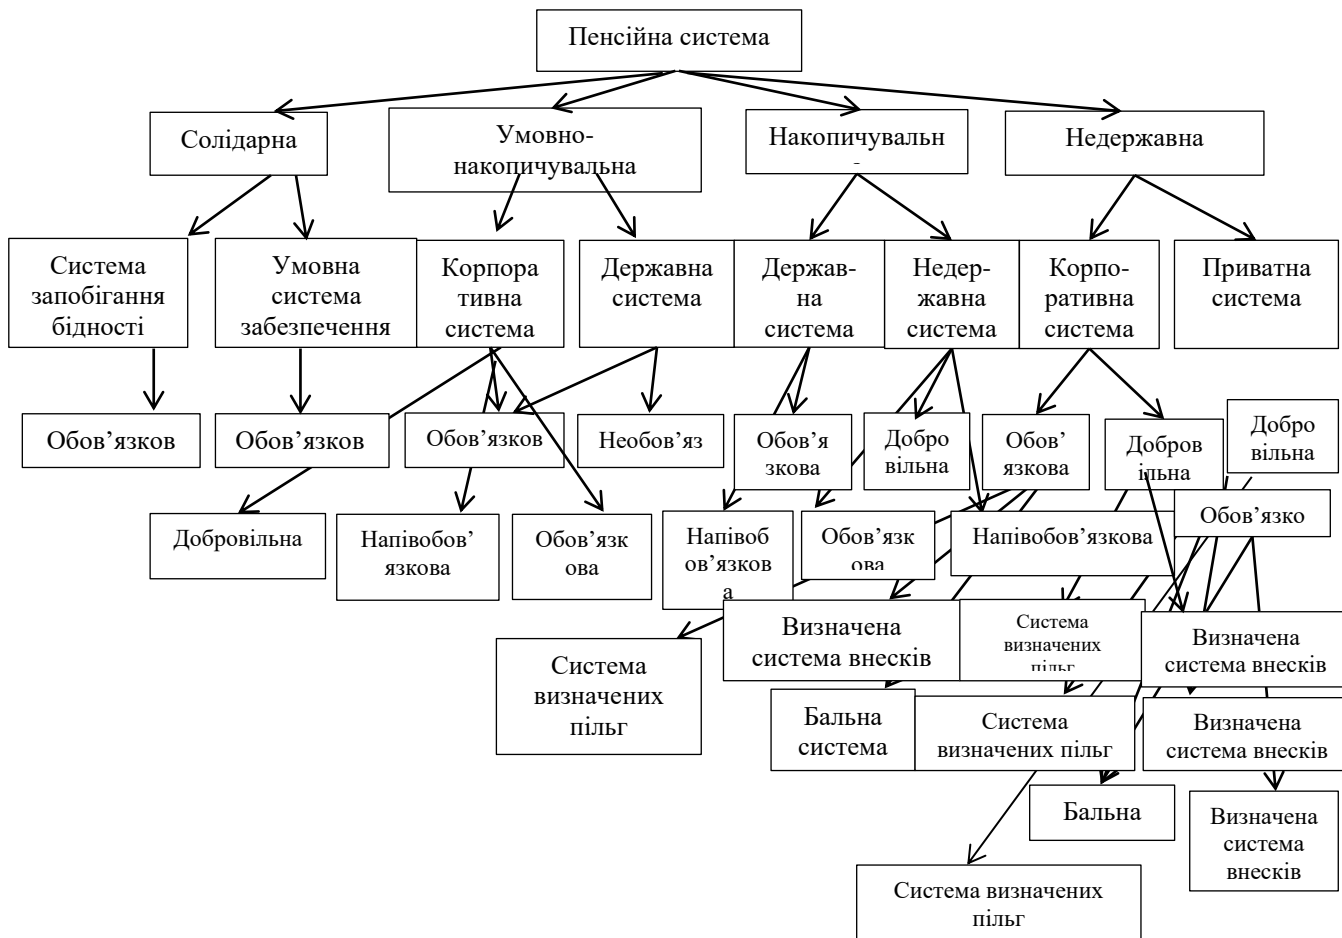 Пенсійна система
Солідарна
Умовно-
накопичувальна
Накопичувальн
Недержавна
Система
запобігання
бідності
Умовна
система
забезпечення
Корпора
тивна
система
Державна
система
Держав-
на
система
Недер-
жавна
система
Корпо-
ративна
система
Приватна
система
Обов’язков
Обов’язков
Обов’язков
Необов’яз
Обов’я
зкова
Добро
вільна
Обов’
язкова
Добров
ільна
Добро
вільна
Обов’язко
Добровільна
Напівобов’
язкова
Обов’язк
ова
Напівоб
ов’язков
а
Обов’язк
ова
Напівобов’язкова
Система
визначених
пільг
Визначена
система внесків
Система
визначених
пільг
Визначена
система внесків
Бальна
система
Система
визначених пільг
Визначена
система внесків
Бальна
Визначена
система
внесків
Система визначених
пільг